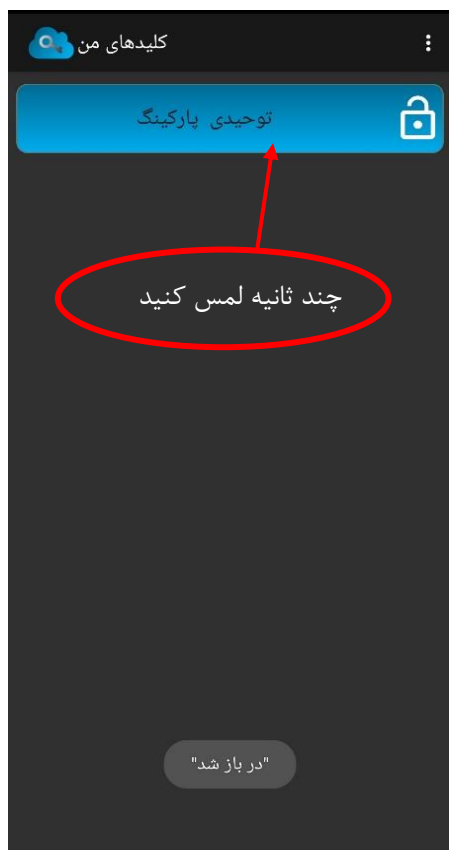 کلیدهای من
توحیدی پارکینگ
چند ثانیه لمس کنید
"در باز شد"